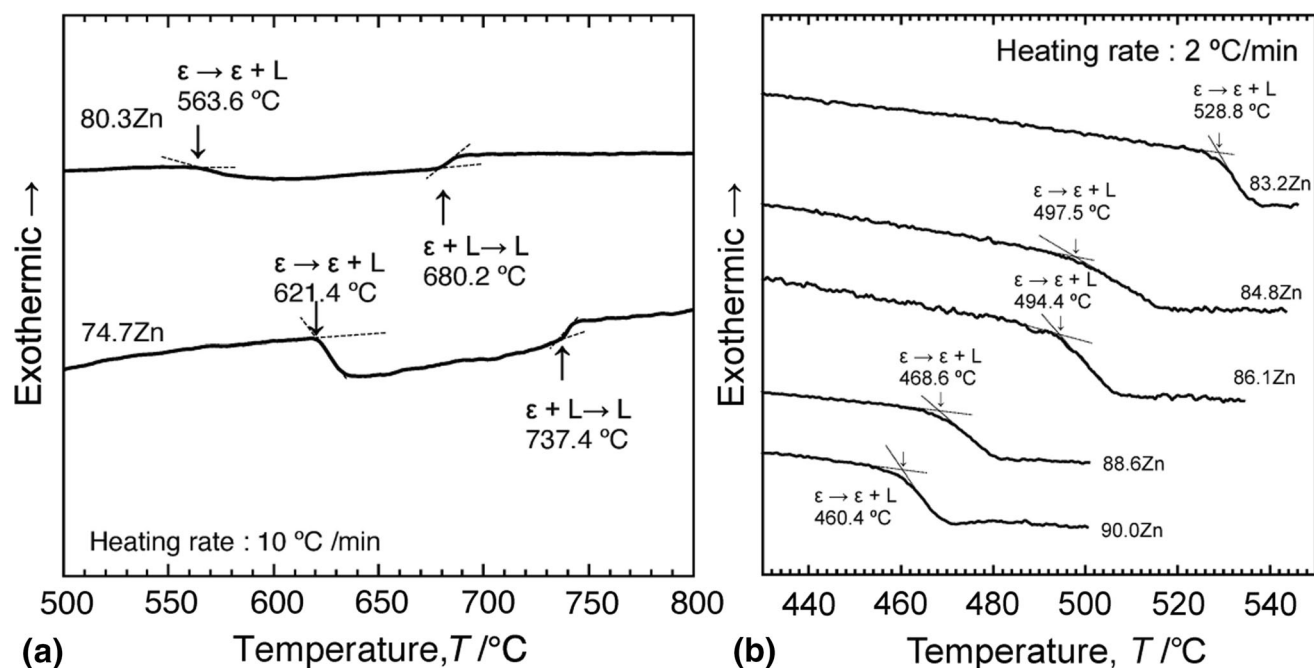 ε → ε + L
563.6 ºC
80.3Zn
ε + L→ L
680.2 ºC
ε → ε + L
621.4 ºC
74.7Zn
ε + L→ L
737.4 ºC
Heating rate : 10 ºC /min
Exothermic →
500 550 600 650 700 750 800
(a) Temperature,T /°C
Heating rate : 2 ºC/min
ε → ε + L
528.8 ºC
83.2Zn
ε → ε + L
497.5 ºC
84.8Zn
ε → ε + L
494.4 ºC
86.1Zn
ε → ε + L
468.6 ºC
88.6Zn
ε → ε + L
460.4 ºC
90.0Zn
Exothermic →
440 460 480 500 520 540
(b) Temperature, T /°C